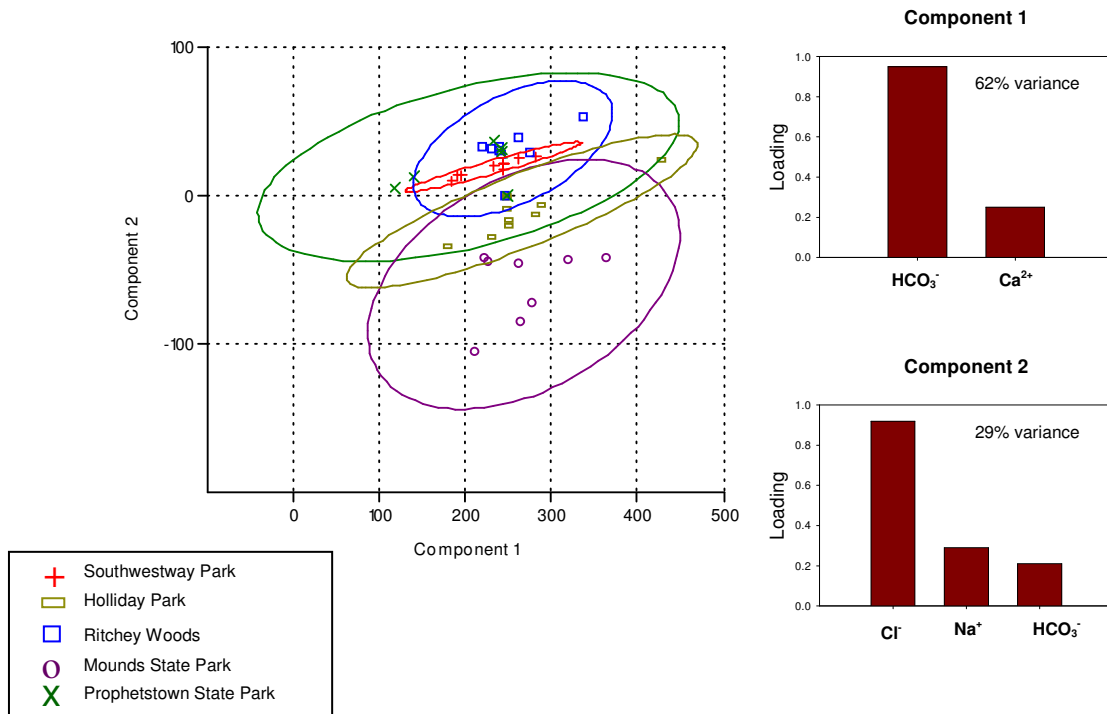 100
0
-100
Component 2
0
100
200
300
400
500
Component 1
Southwestway Park
Holliday Park
Ritchey Woods
Mounds State Park
Prophetstown State Park
Component 1
1.0
0.8
0.6
0.4
0.2
0.0
Loading
62% variance
HCO₃⁻
Ca²⁺
Component 2
1.0
0.8
0.6
0.4
0.2
0.0
Loading
29% variance
Cl⁻
Na⁺
HCO₃⁻